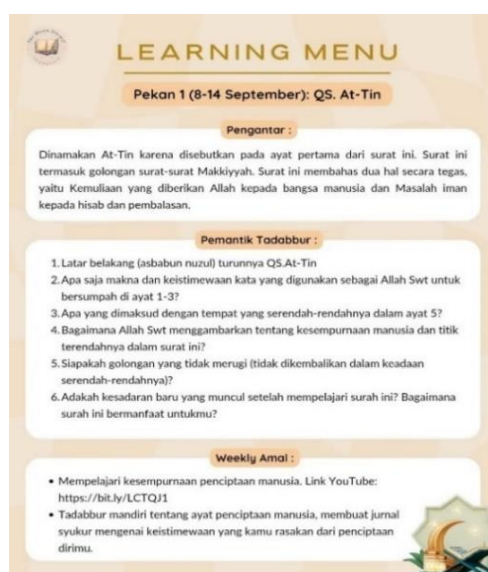 LEARNING MENU
Pekan 1 (8-14 September): QS. At-Tin
Pengantar :
Dinamakan At-Tin karena disebutkan pada ayat pertama dari surat ini. Surat ini
termasuk golongan surat-surat Makkiyyah. Surat ini membahas dua hal secara tegas,
yaitu Kemuliaan yang diberikan Allah kepada bangsa manusia dan Masalah iman
kepada hisab dan pembalasan.
Pemantik Tadabbur :
1. Latar belakang (asbabun nuzul) turunnya QS.At-Tin
2. Apa saja makna dan keistimewaan kata yang digunakan sebagai Allah Swt untuk
bersumpah di ayat 1-3?
3. Apa yang dimaksud dengan tempat yang serendah-rendahnya dalam ayat 5?
4. Bagaimana Allah Swt menggambarkan tentang kesempurnaan manusia dan titik
terendahnya dalam surat ini?
5. Siapakah golongan yang tidak merugi (tidak dikembalikan dalam keadaan
serendah-rendahnya)?
6. Adakah kesadaran baru yang muncul setelah mempelajari surah ini? Bagaimana
surah ini bermanfaat untukmu?
Weekly Amal :
• Mempelajari kesempurnaan penciptaan manusia. Link YouTube:
https://bit.ly/LCTQJ1
• Tadabbur mandiri tentang ayat penciptaan manusia, membuat jurnal
syukur mengenai keistimewaan yang kamu rasakan dari penciptaan
dirimu.